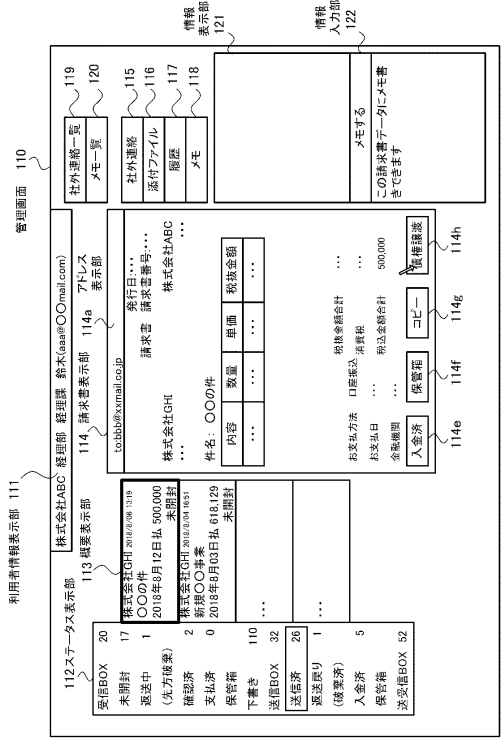 管理画面
110
利用者情報表示部 111
株式会社ABC 経理部 経理課 鈴木(aaa@〇〇mail.com)
112ステータス表示部
受信BOX 20
未開封 17
返送中 1
(先方破棄)
確認済 2
支払済 0
保管箱
下書き 110
送信BOX 32
送信済 26
返送戻り 1
(破棄済)
入金済 5
保管箱
送受信BOX 52
113 概要表示部
株式会社GHI 2018/8/06 13:19
〇〇の件
2018年8月12日払 500,000
未開封
株式会社GHI 2018/8/04 16:51
新規〇〇事業
2018年8月03日払 618,129
未開封
...
114 請求書表示部
114a アドレス
表示部
to:bbb@xxmail.co.jp
発行日:...
請求書 請求書番号:...
株式会社GHI 株式会社ABC
... ...
件名: 〇〇の件
内容 数量 単価 税抜金額
... ... ... ...
税抜金額合計 ...
お支払方法 口座振込 消費税 ...
お支払日 ...
金融機関 ... 税込金額合計 500,000
入金済 保管箱 コピー 債権譲渡
114e 114f 114g 114h
社外連絡一覧 119
メモ一覧 120
社外連絡 115
添付ファイル 116
履歴 117
メモ 118
情報
表示部
121
情報
入力部
122
メモする
この請求書データにメモ書
きできます